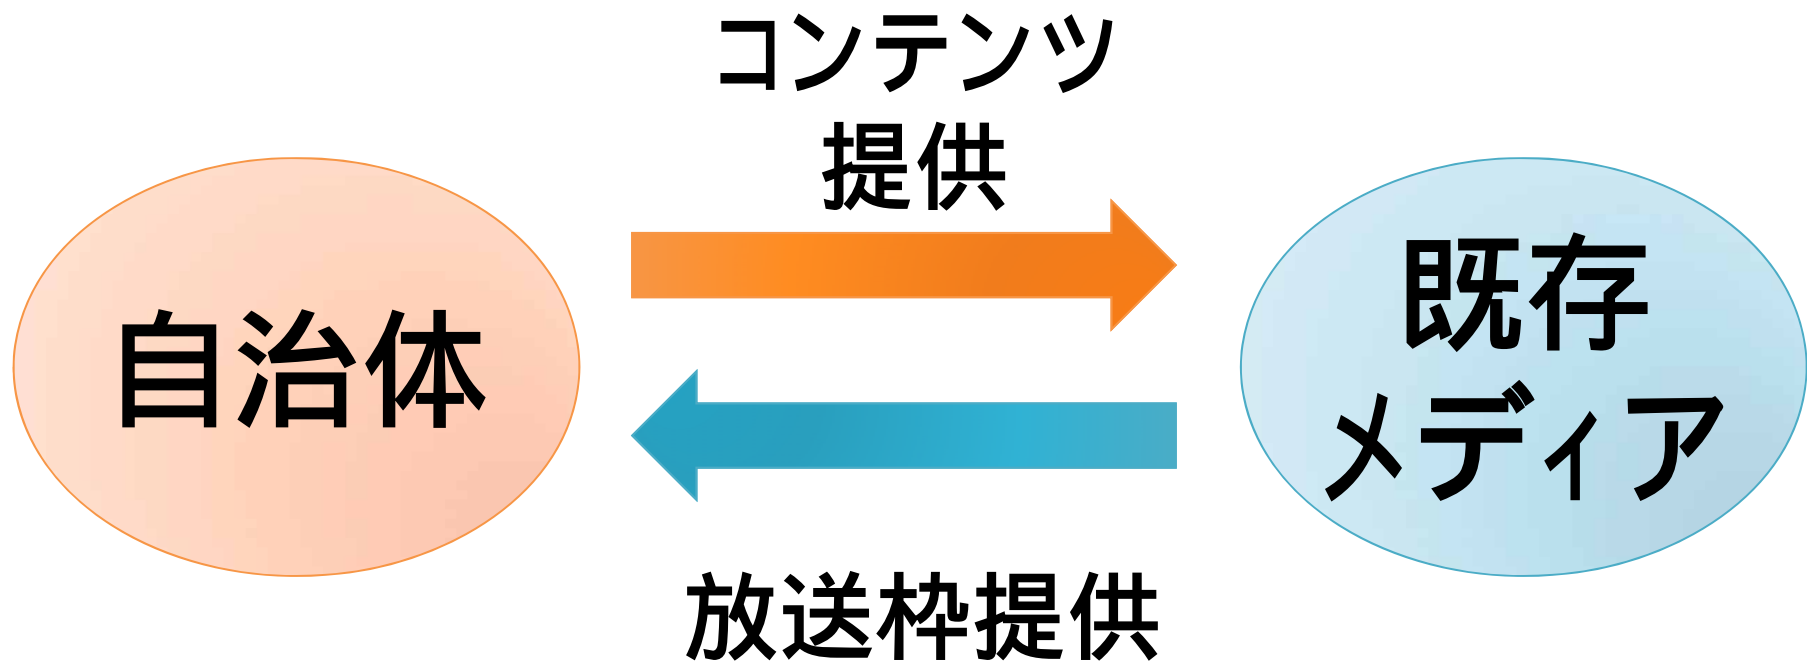 コンテンツ
提供
自治体
既存
メディア
放送枠提供